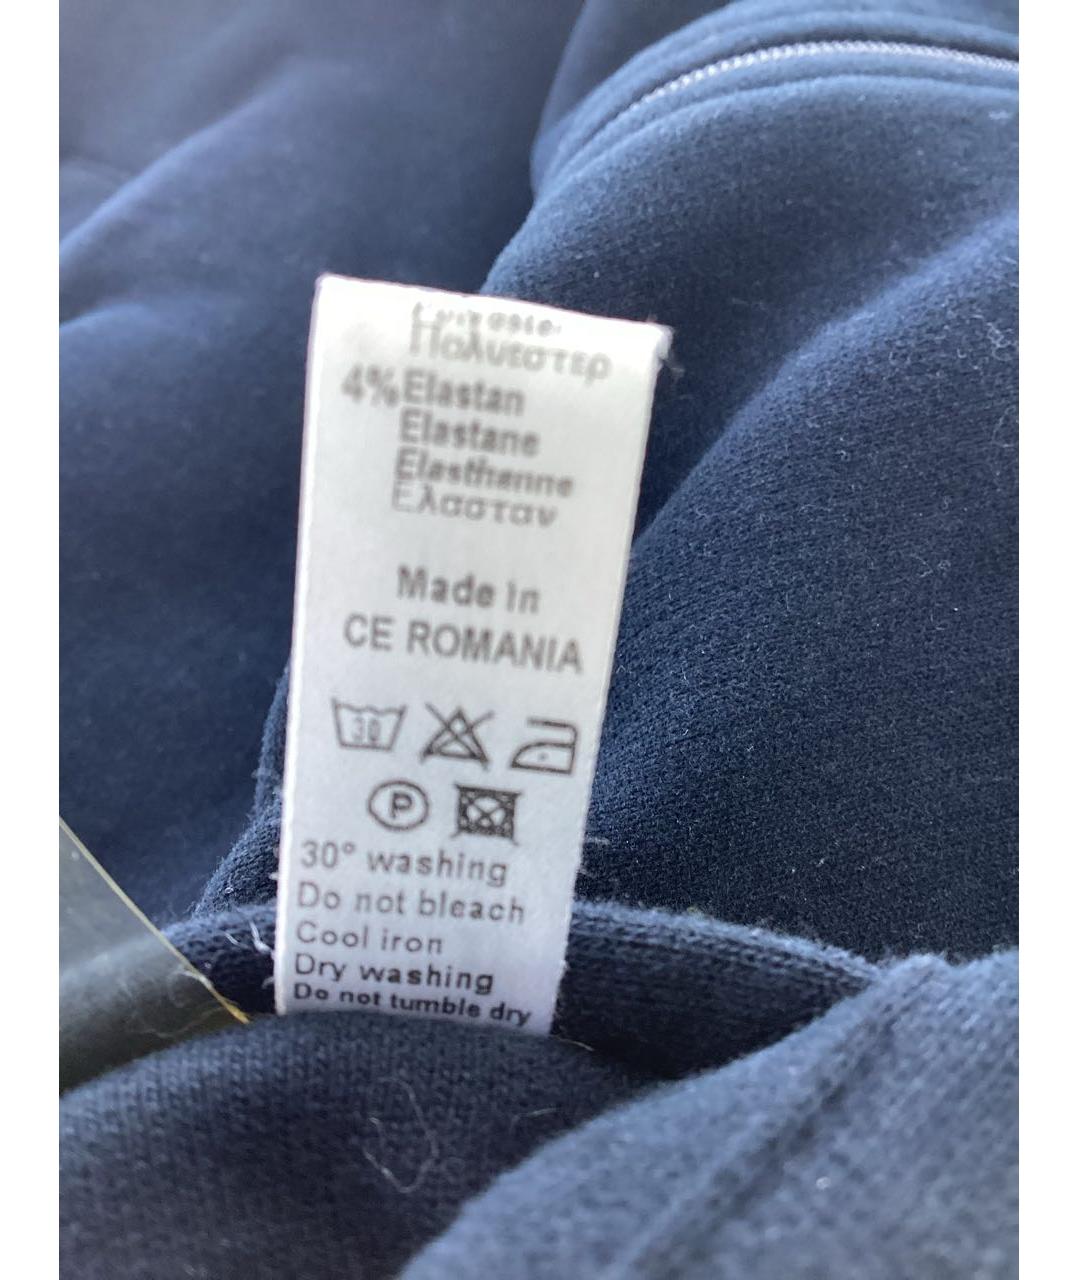 Πολυεστερ
4% Elastan
Elastane
Elasthenne
Ελασταν
Made in
CE ROMANIA
30
P
30° washing
Do not bleach
Cool iron
Dry washing
Do not tumble dry